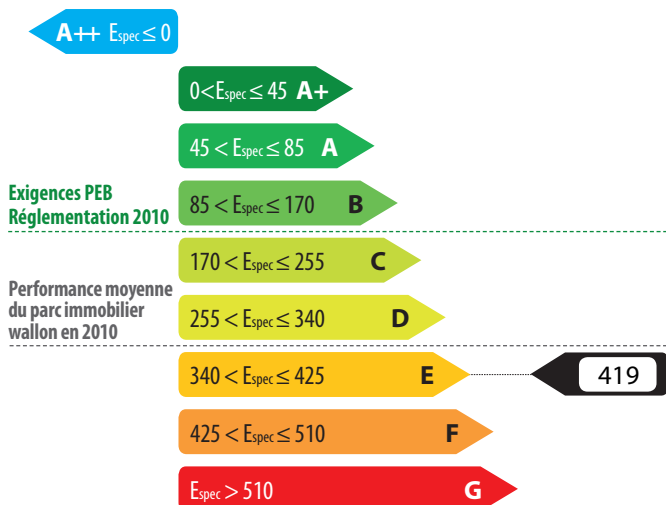 A++ Espec ≤ 0
0<Espec ≤ 45 A+
45 < Espec ≤ 85 A
Exigences PEB
Réglementation 2010
85 < Espec ≤ 170 B
170 < Espec ≤ 255 C
Performance moyenne
du parc immobilier
wallon en 2010
255 < Espec ≤ 340 D
340 < Espec ≤ 425 E
419
425 < Espec ≤ 510 F
Espec > 510 G